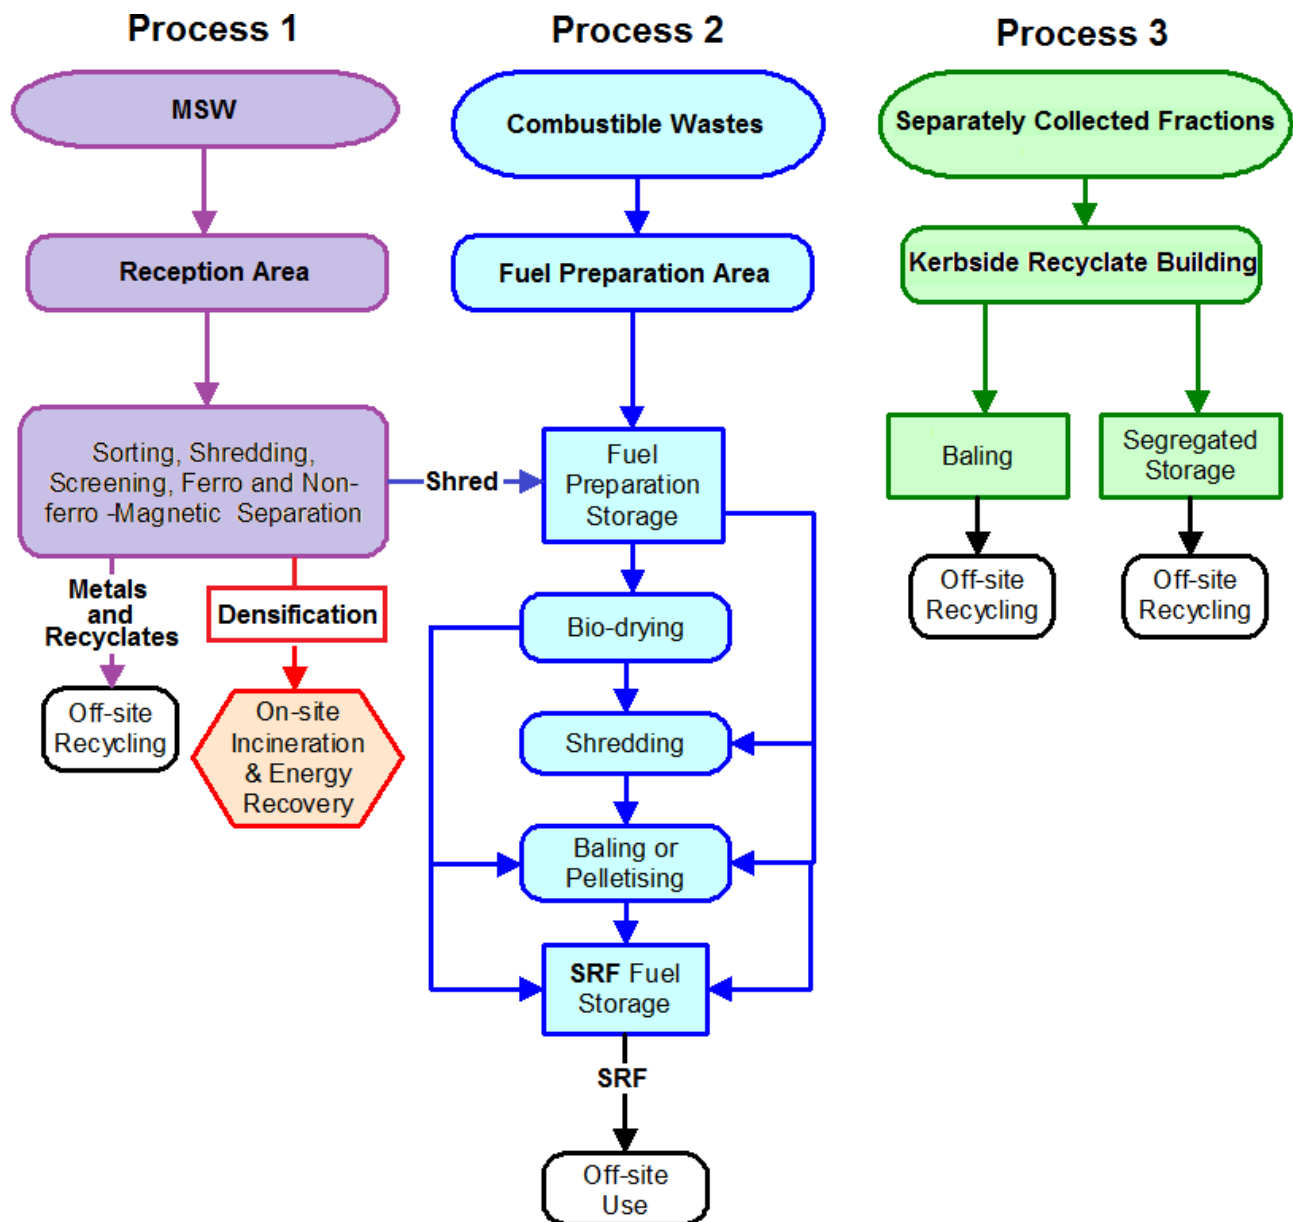 Process 1
Process 2
Process 3
MSW
Combustible Wastes
Separately Collected Fractions
Reception Area
Fuel Preparation Area
Kerbside Recyclate Building
Sorting, Shredding,
Screening, Ferro and Non-
ferro -Magnetic Separation
Shred
Fuel
Preparation
Storage
Baling
Segregated
Storage
Metals
and
Recyclates
Densification
Bio-drying
Off-site
Recycling
Off-site
Recycling
Off-site
Recycling
On-site
Incineration
& Energy
Recovery
Shredding
Baling or
Pelletising
SRF Fuel
Storage
SRF
Off-site
Use